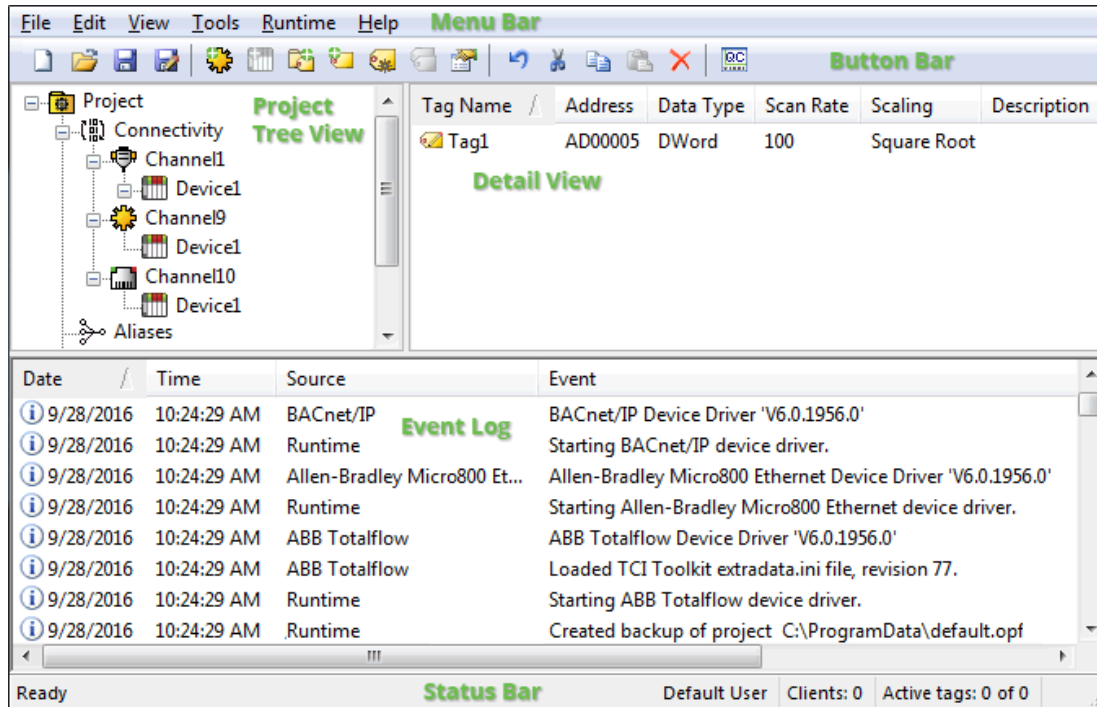 File Edit View Tools Runtime Help Menu Bar
QC Button Bar
Project
Connectivity
Channel1
Device1
Channel9
Device1
Channel10
Device1
Aliases
Project
Tree View
Tag Name Address Data Type Scan Rate Scaling Description
Tag1 AD00005 DWord 100 Square Root
Detail View
Date Time Source Event
9/28/2016 10:24:29 AM BACnet/IP BACnet/IP Device Driver 'V6.0.1956.0'
Event Log
9/28/2016 10:24:29 AM Runtime Starting BACnet/IP device driver.
9/28/2016 10:24:29 AM Allen-Bradley Micro800 Et... Allen-Bradley Micro800 Ethernet Device Driver 'V6.0.1956.0'
9/28/2016 10:24:29 AM Runtime Starting Allen-Bradley Micro800 Ethernet device driver.
9/28/2016 10:24:29 AM ABB Totalflow ABB Totalflow Device Driver 'V6.0.1956.0'
9/28/2016 10:24:29 AM ABB Totalflow Loaded TCI Toolkit extradata.ini file, revision 77.
9/28/2016 10:24:29 AM Runtime Starting ABB Totalflow device driver.
9/28/2016 10:24:29 AM .Runtime Created backup of project C:\ProgramData\default.opf
Ready Status Bar Default User Clients: 0 Active tags: 0 of 0